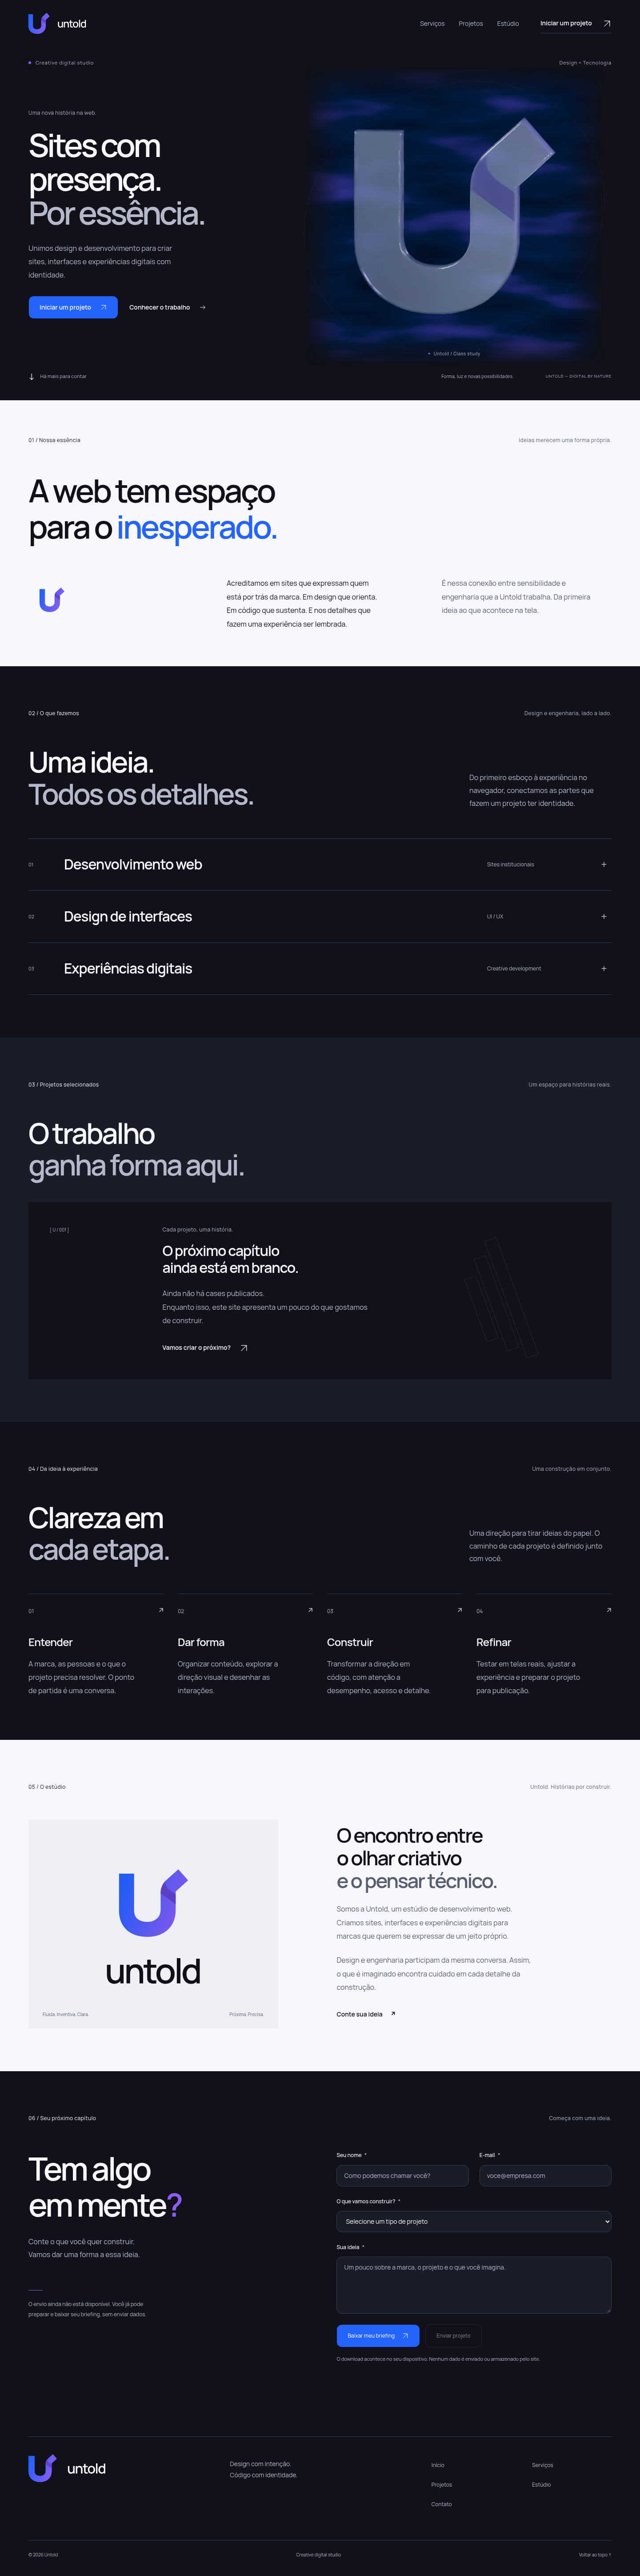 untold
Serviços
Projetos
Estúdio
Iniciar um projeto
Creative digital studio
Design + Tecnologia
Uma nova história na web.
Sites com
presença.
Por essência.
Unimos design e desenvolvimento para criar
sites, interfaces e experiências digitais com
identidade.
Iniciar um projeto
Conhecer o trabalho
Untold / Glass study
Há mais para contar
Forma, luz e novas possibilidades.
UNTOLD — DIGITAL BY NATURE
01 / Nossa essência
Ideias merecem uma forma própria.
A web tem espaço
para o inesperado.
Acreditamos em sites que expressam quem
está por trás da marca. Em design que orienta.
Em código que sustenta. E nos detalhes que
fazem uma experiência ser lembrada.
É nessa conexão entre sensibilidade e
engenharia que a Untold trabalha. Da primeira
ideia ao que acontece na tela.
02 / O que fazemos
Design e engenharia, lado a lado.
Uma ideia.
Todos os detalhes.
Do primeiro esboço à experiência no
navegador, conectamos as partes que
fazem um projeto ter identidade.
01
Desenvolvimento web
Sites institucionais
+
02
Design de interfaces
UI / UX
+
03
Experiências digitais
Creative development
+
03 / Projetos selecionados
Um espaço para histórias reais.
O trabalho
ganha forma aqui.
[ U / 001 ]
Cada projeto, uma história.
O próximo capítulo
ainda está em branco.
Ainda não há cases publicados.
Enquanto isso, este site apresenta um pouco do que gostamos
de construir.
Vamos criar o próximo?
04 / Da ideia à experiência
Uma construção em conjunto.
Clareza em
cada etapa.
Uma direção para tirar ideias do papel. O
caminho de cada projeto é definido junto
com você.
01
02
03
04
Entender
A marca, as pessoas e o que o
projeto precisa resolver. O ponto
de partida é uma conversa.
Dar forma
Organizar conteúdo, explorar a
direção visual e desenhar as
interações.
Construir
Transformar a direção em
código, com atenção a
desempenho, acesso e detalhe.
Refinar
Testar em telas reais, ajustar a
experiência e preparar o projeto
para publicação.
05 / O estúdio
Untold. Histórias por construir.
untold
Fluida. Inventiva. Clara.
Próxima. Precisa.
O encontro entre
o olhar criativo
e o pensar técnico.
Somos a Untold, um estúdio de desenvolvimento web.
Criamos sites, interfaces e experiências digitais para
marcas que querem se expressar de um jeito próprio.
Design e engenharia participam da mesma conversa. Assim,
o que é imaginado encontra cuidado em cada detalhe da
construção.
Conte sua ideia
06 / Seu próximo capítulo
Começa com uma ideia.
Tem algo
em mente?
Conte o que você quer construir.
Vamos dar uma forma a essa ideia.
O envio ainda não está disponível. Você já pode
preparar e baixar seu briefing, sem enviar dados.
Seu nome *
Como podemos chamar você?
E-mail *
voce@empresa.com
O que vamos construir? *
Selecione um tipo de projeto
Sua ideia *
Um pouco sobre a marca, o projeto e o que você imagina.
Baixar meu briefing
Enviar projeto
O download acontece no seu dispositivo. Nenhum dado é enviado ou armazenado pelo site.
untold
Design com intenção.
Código com identidade.
Início
Serviços
Projetos
Estúdio
Contato
© 2026 Untold
Creative digital studio
Voltar ao topo ↑